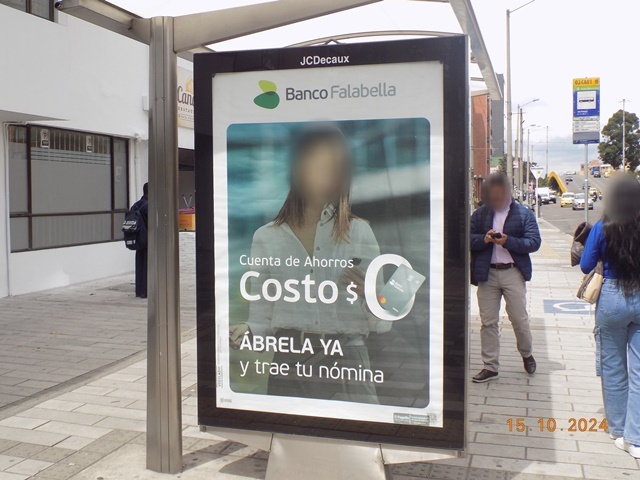 JCDecaux
Banco Falabella
Cuenta de Ahorros
Costo $0
ÁBRELA YA
y trae tu nómina
15.10.2024